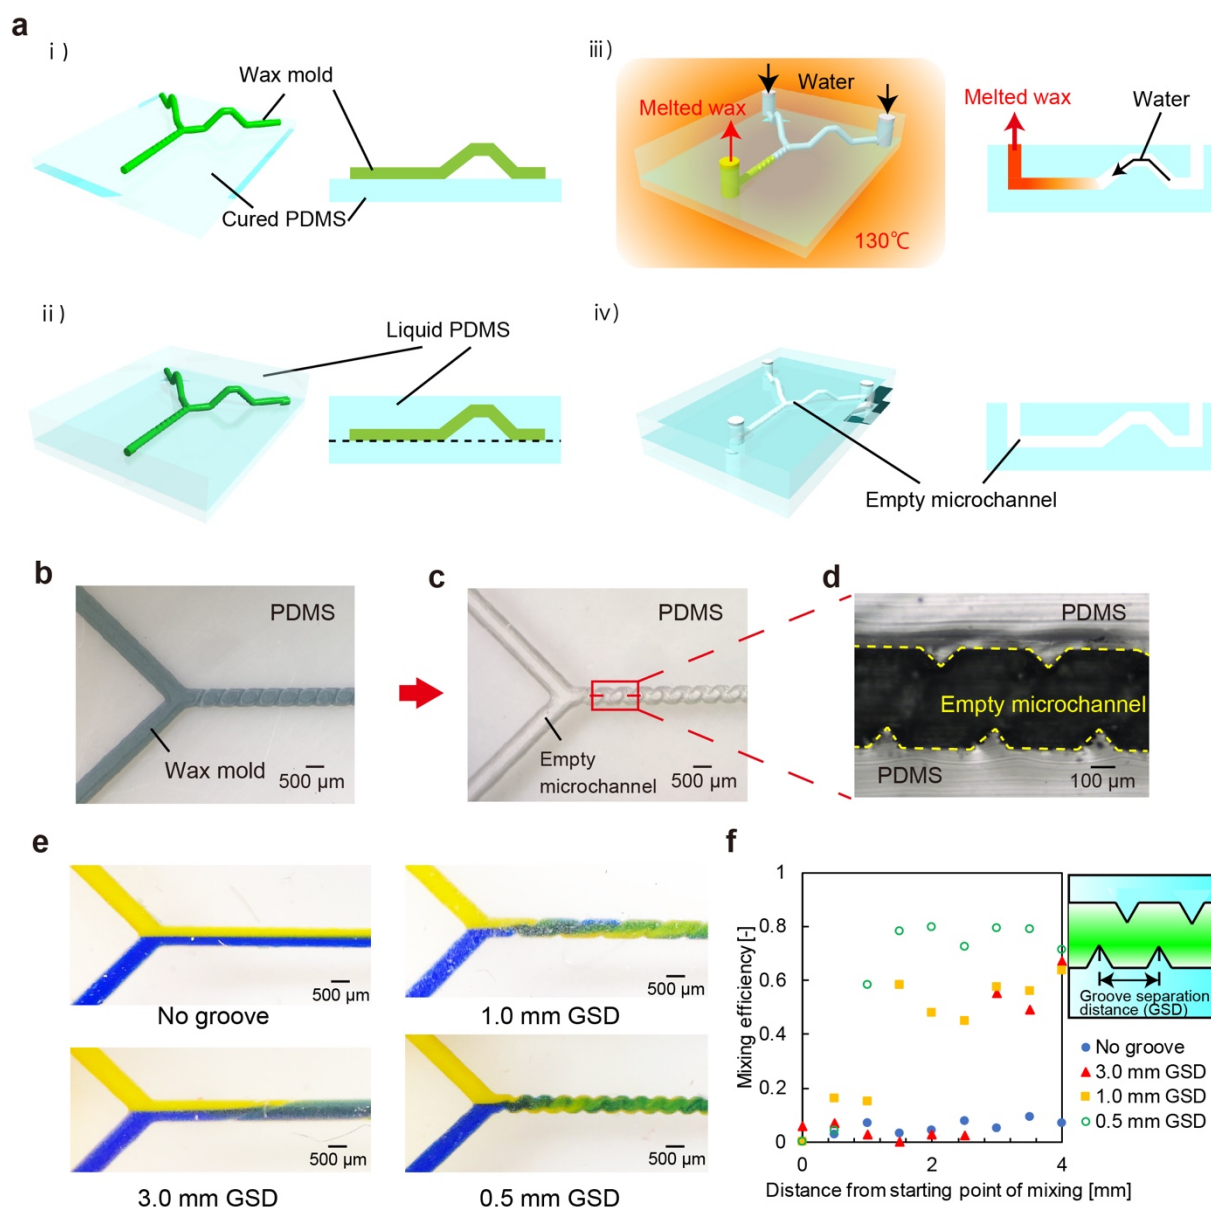 a
i )
Wax mold
Cured PDMS
iii)
Water
Melted wax
130℃
Melted wax
Water
ii )
Liquid PDMS
iv)
Empty microchannel
b
PDMS
Wax mold
500 µm
c
PDMS
Empty
microchannel
500 µm
d
PDMS
Empty microchannel
PDMS
100 µm
e
500 µm
No groove
500 µm
1.0 mm GSD
500 µm
3.0 mm GSD
500 µm
0.5 mm GSD
f
Mixing efficiency [-]
1
0.8
0.6
0.4
0.2
0
0
2
4
Distance from starting point of mixing [mm]
Groove separation
distance (GSD)
No groove
3.0 mm GSD
1.0 mm GSD
0.5 mm GSD